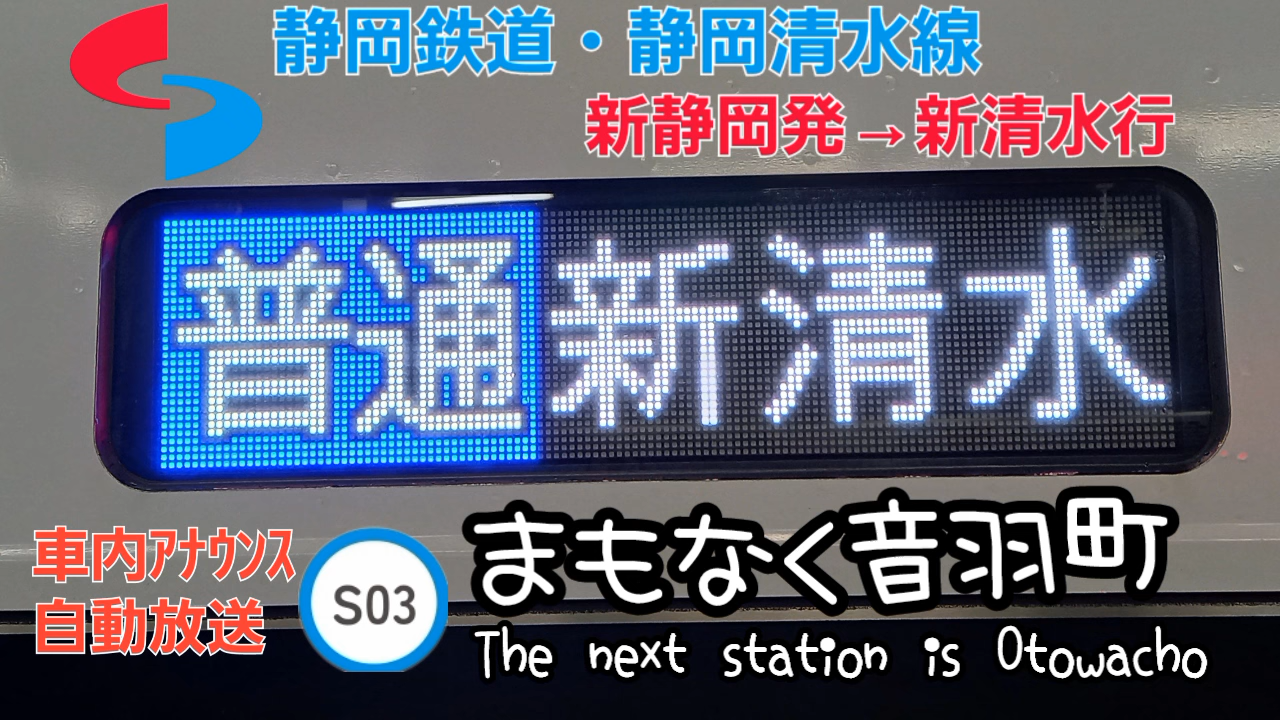 静岡鉄道・静岡清水線
新静岡発→新清水行
普通 新清水
車内ｱﾅｳﾝｽ
自動放送
S03
まもなく音羽町
The next station is Otowacho